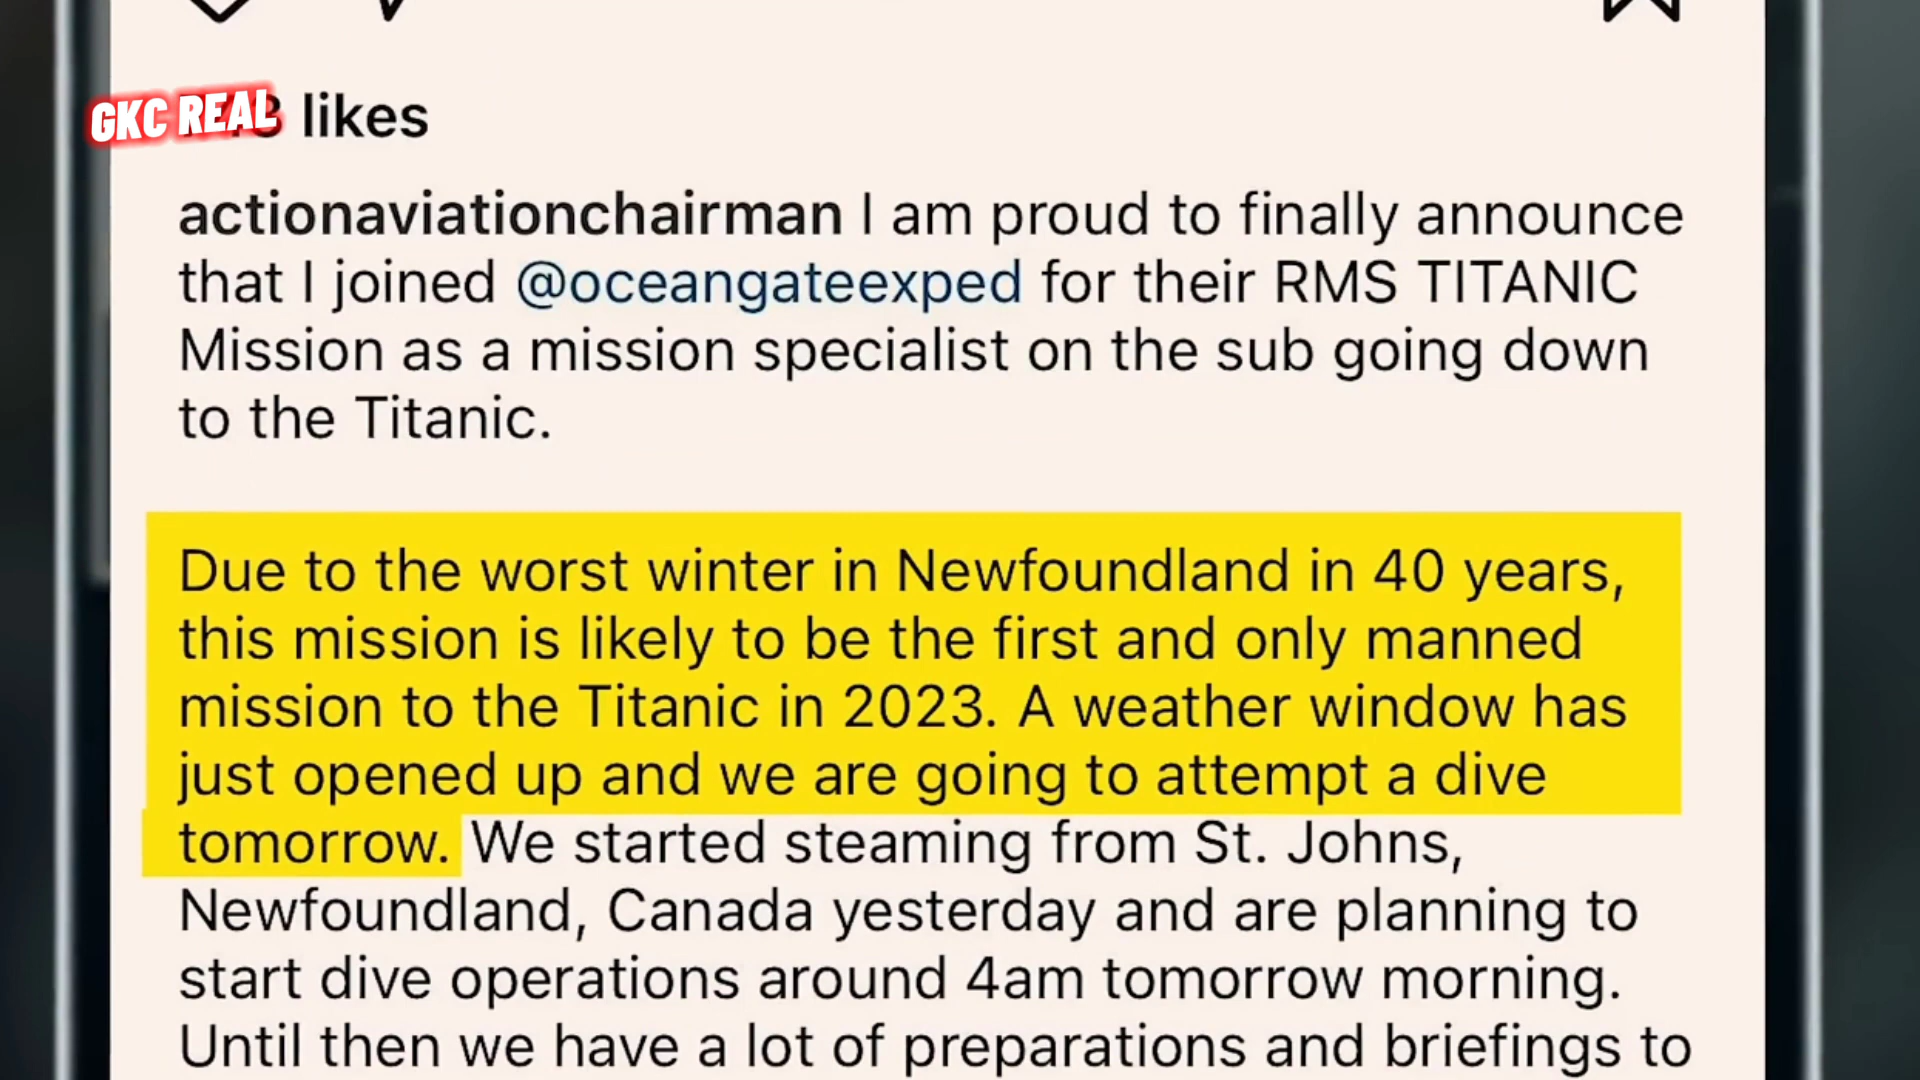 GKC REAL
likes
actionaviationchairman I am proud to finally announce
that I joined @oceangateexped for their RMS TITANIC
Mission as a mission specialist on the sub going down
to the Titanic.
Due to the worst winter in Newfoundland in 40 years,
this mission is likely to be the first and only manned
mission to the Titanic in 2023. A weather window has
just opened up and we are going to attempt a dive
tomorrow. We started steaming from St. Johns,
Newfoundland, Canada yesterday and are planning to
start dive operations around 4am tomorrow morning.
Until then we have a lot of preparations and briefings to